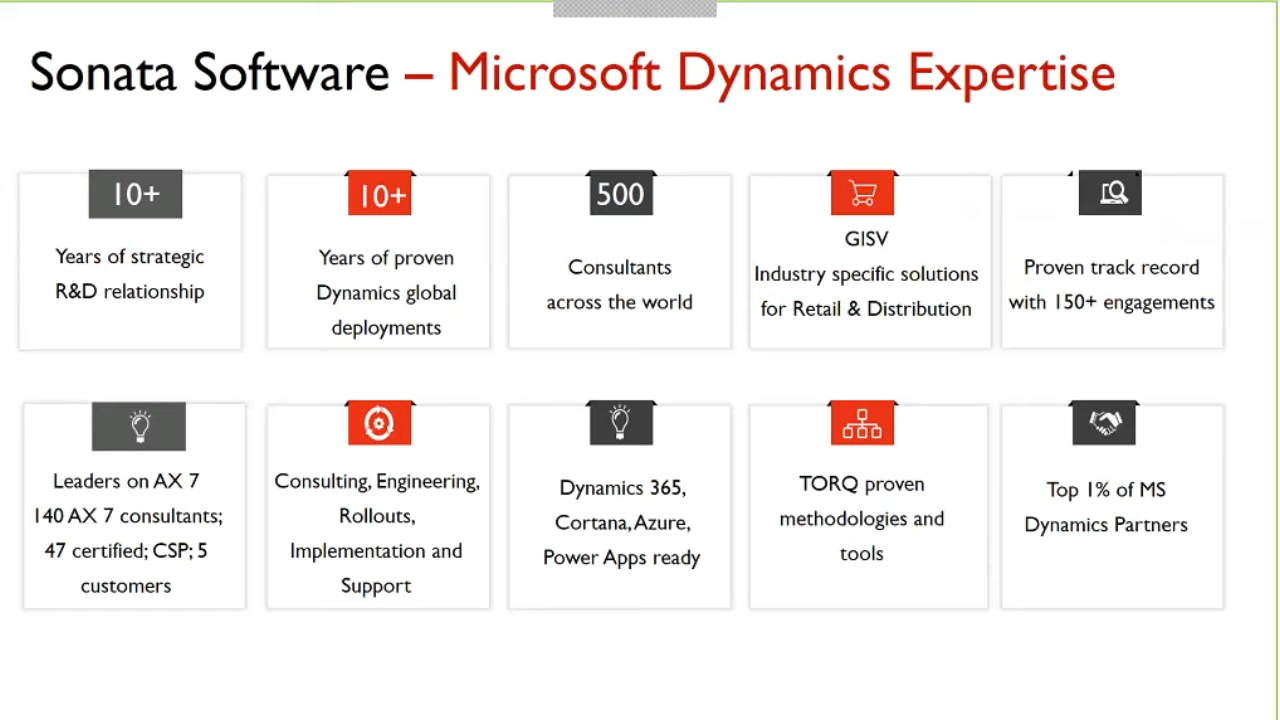 Sonata Software – Microsoft Dynamics Expertise
10+
Years of strategic
R&D relationship
10+
Years of proven
Dynamics global
deployments
500
Consultants
across the world
GISV
Industry specific solutions
for Retail & Distribution
Proven track record
with 150+ engagements
Leaders on AX 7
140 AX 7 consultants;
47 certified; CSP; 5
customers
Consulting, Engineering,
Rollouts,
Implementation and
Support
Dynamics 365,
Cortana, Azure,
Power Apps ready
TORQ proven
methodologies and
tools
Top 1% of MS
Dynamics Partners